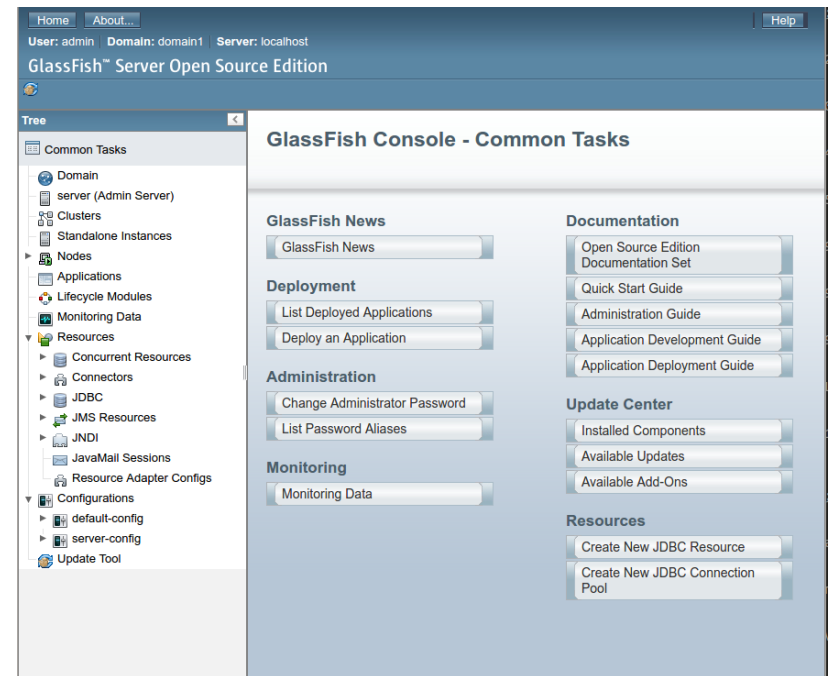 Home About... Help
User: admin Domain: domain1 Server: localhost
GlassFish™ Server Open Source Edition
Tree
Common Tasks
Domain
server (Admin Server)
Clusters
Standalone Instances
Nodes
Applications
Lifecycle Modules
Monitoring Data
Resources
Concurrent Resources
Connectors
JDBC
JMS Resources
JNDI
JavaMail Sessions
Resource Adapter Configs
Configurations
default-config
server-config
Update Tool
GlassFish Console - Common Tasks
GlassFish News
GlassFish News
Deployment
List Deployed Applications
Deploy an Application
Administration
Change Administrator Password
List Password Aliases
Monitoring
Monitoring Data
Documentation
Open Source Edition
Documentation Set
Quick Start Guide
Administration Guide
Application Development Guide
Application Deployment Guide
Update Center
Installed Components
Available Updates
Available Add-Ons
Resources
Create New JDBC Resource
Create New JDBC Connection
Pool